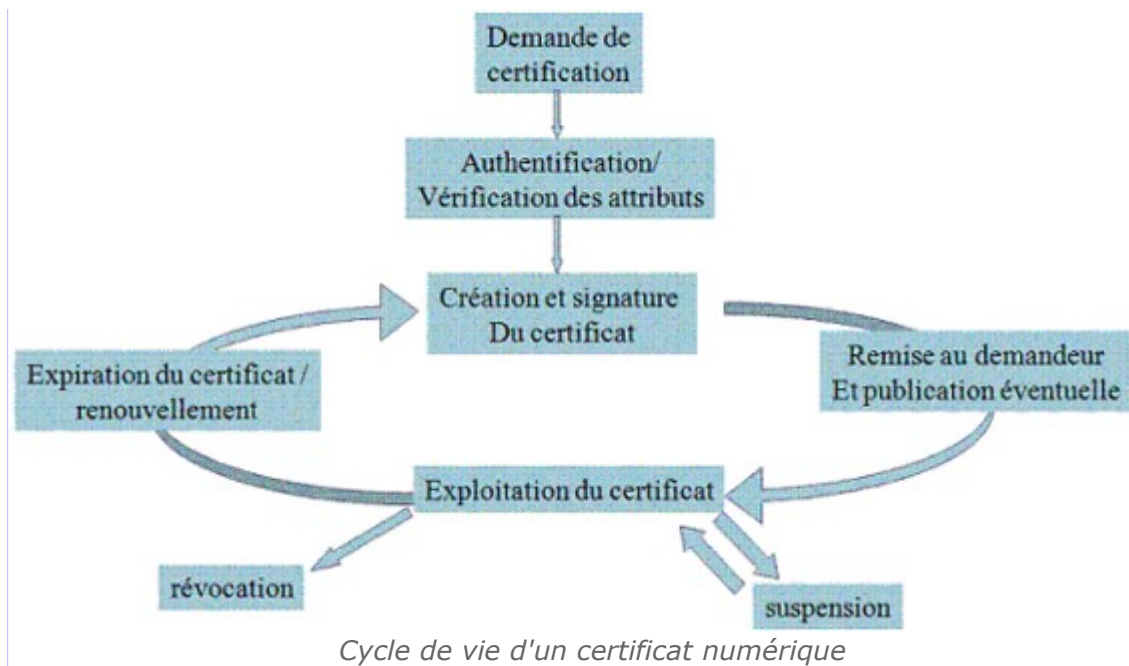 Demande de
certification
Authentification/
Vérification des attributs
Création et signature
Du certificat
Remise au demandeur
Et publication éventuelle
Expiration du certificat /
renouvellement
Exploitation du certificat
révocation
suspension
Cycle de vie d'un certificat numérique